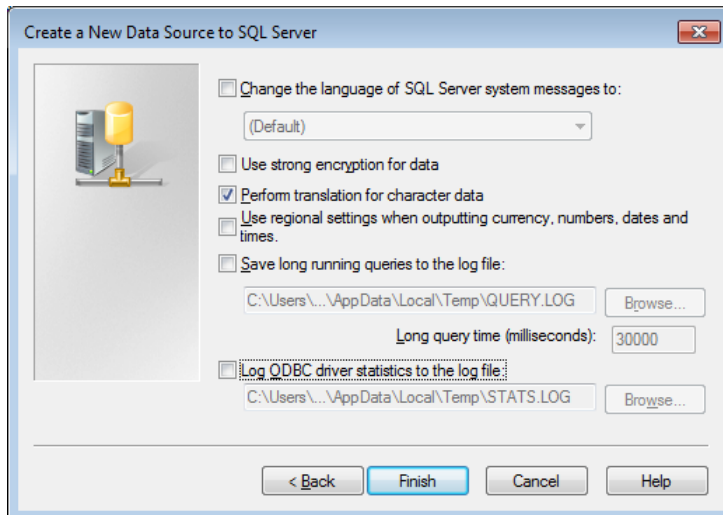 Create a New Data Source to SQL Server
Change the language of SQL Server system messages to:
(Default)
Use strong encryption for data
Perform translation for character data
Use regional settings when outputting currency, numbers, dates and
times.
Save long running queries to the log file:
C:\Users\...\AppData\Local\Temp\QUERY.LOG Browse...
Long query time (milliseconds): 30000
Log ODBC driver statistics to the log file:
C:\Users\...\AppData\Local\Temp\STATS.LOG Browse...
< Back Finish Cancel Help